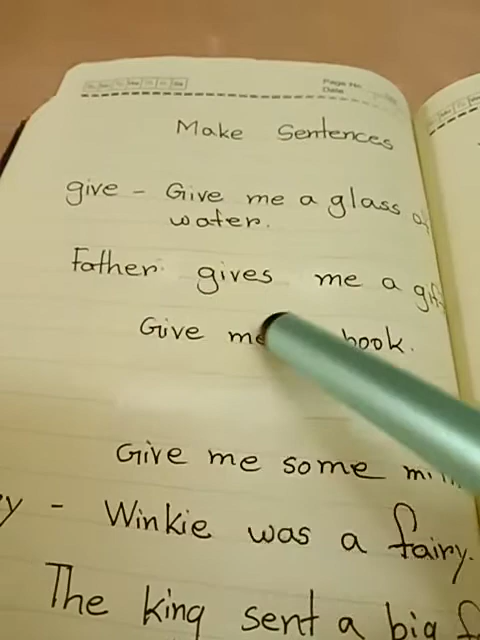 Page No.
Date
Make Sentences
give - Give me a glass
water.
Father gives me a
Give me book.
Give me some
- Winkie was a fairy.
The king sent a big